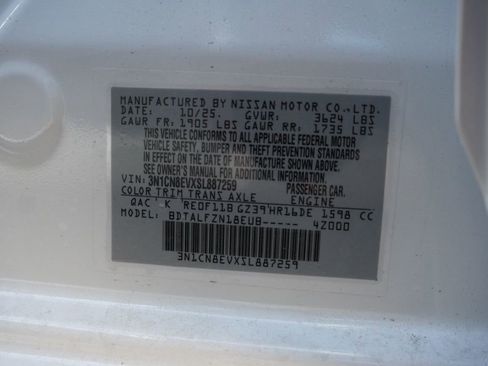 MANUFACTURED BY NISSAN MOTOR CO.,LTD.
DATE: 10/25. GVWR: 3624 LBS
GAWR FR: 1905 LBS GAWR RR: 1735 LBS
THIS VEHICLE CONFORMS TO ALL APPLICABLE FEDERAL MOTOR
VEHICLE SAFETY, BUMPER, AND THEFT PREVENTION
STANDARDS IN EFFECT ON THE DATE OF
MANUFACTURE SHOWN ABOVE.
SEE OWNER'S MANUAL FOR ADDITIONAL INFORMATION
VIN: 3N1CN8EVXSL887259 PASSENGER CAR.
COLOR TRIM TRANS AXLE ENGINE
QAC K RE0F11B GZ39 HR16DE 1598 CC
MODEL: BDTALFZN18EUB----- 4Z000
3N1CN8EVXSL887259